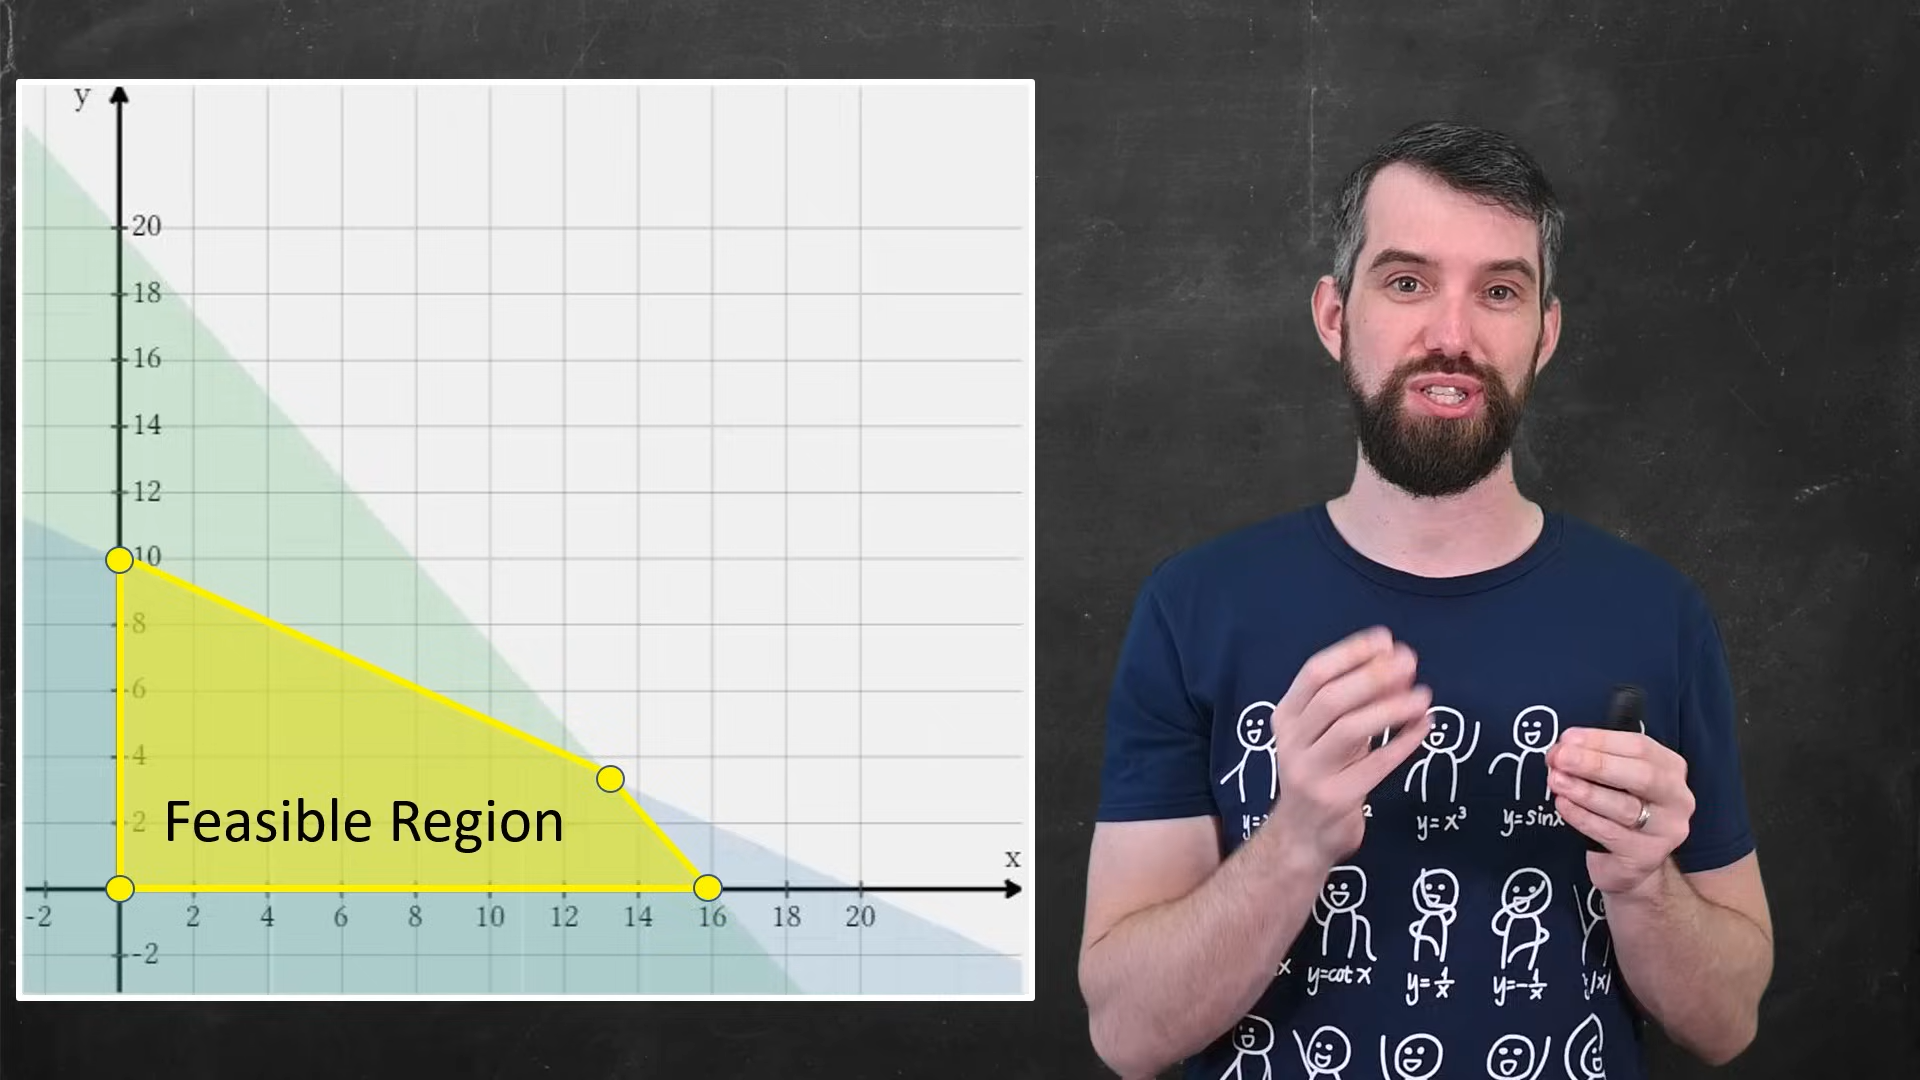 y
20
18
16
14
12
10
8
6
4
2
Feasible Region
x
-2 2 4 6 8 10 12 14 16 18 20
-2
y=x³ y=sinx
y=cot x y=1/x y=-1/x